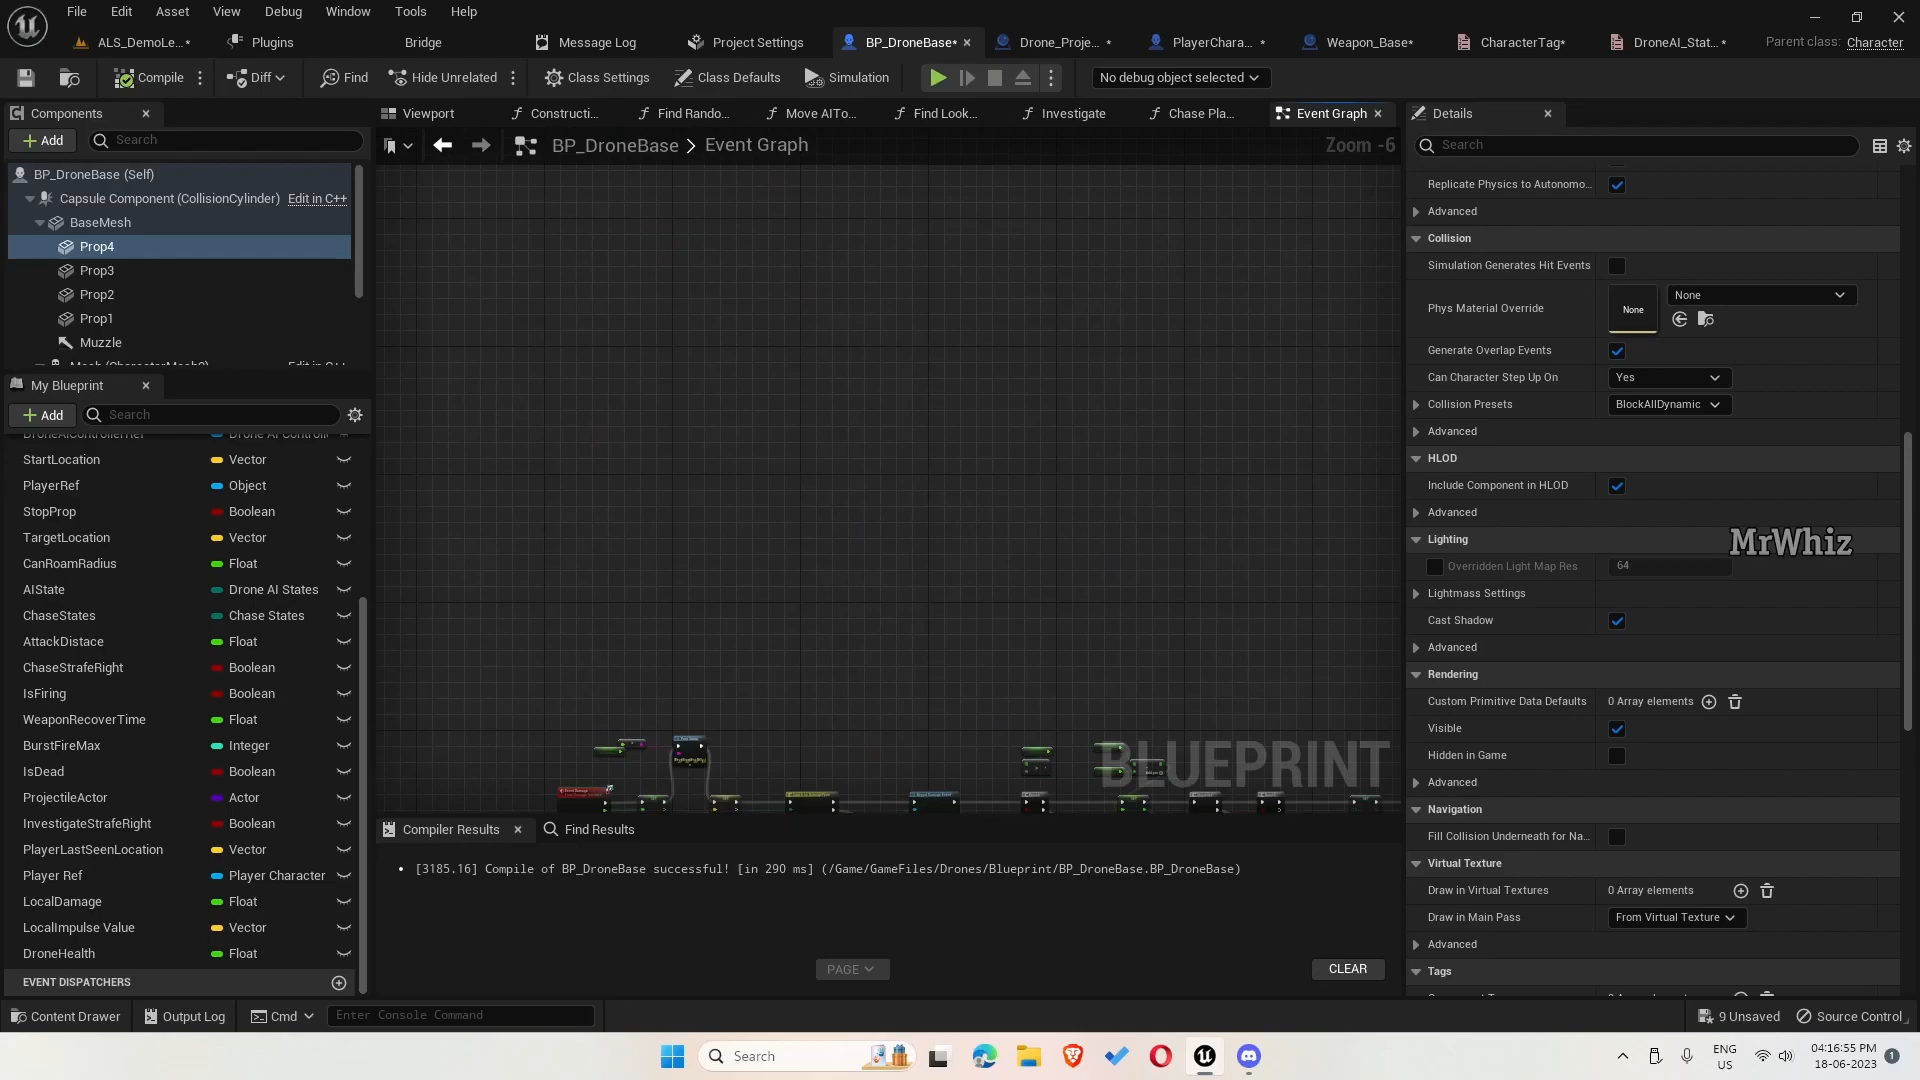 File Edit Asset View Debug Window Tools Help
ALS_DemoLe...* Plugins Bridge Message Log Project Settings BP_DroneBase* Drone_Proje... * PlayerChara... * Weapon_Base* CharacterTag* DroneAI_Stat... * Parent class: Character
Compile Diff Find Hide Unrelated Class Settings Class Defaults Simulation No debug object selected
Components Viewport Constructi... Find Rando... Move AITo... Find Look... Investigate Chase Pla... Event Graph Details
Add Search BP_DroneBase > Event Graph Zoom -6 Search
BP_DroneBase (Self)
Capsule Component (CollisionCylinder) Edit in C++
BaseMesh
Prop4
Prop3
Prop2
Prop1
Muzzle
Mesh (CharacterMesh0) Edit in C++
My Blueprint
Add Search
DroneAIControllerRef Drone AI Controll
StartLocation Vector
PlayerRef Object
StopProp Boolean
TargetLocation Vector
CanRoamRadius Float
AIState Drone AI States
ChaseStates Chase States
AttackDistace Float
ChaseStrafeRight Boolean
IsFiring Boolean
WeaponRecoverTime Float
BurstFireMax Integer
IsDead Boolean
ProjectileActor Actor
InvestigateStrafeRight Boolean
PlayerLastSeenLocation Vector
Player Ref Player Character
LocalDamage Float
LocalImpulse Value Vector
DroneHealth Float
EVENT DISPATCHERS
BLUEPRINT
Compiler Results Find Results
[3185.16] Compile of BP_DroneBase successful! [in 290 ms] (/Game/GameFiles/Drones/Blueprint/BP_DroneBase.BP_DroneBase)
PAGE CLEAR
Replicate Physics to Autonomo...
Advanced
Collision
Simulation Generates Hit Events
Phys Material Override None None
Generate Overlap Events
Can Character Step Up On Yes
Collision Presets BlockAllDynamic
Advanced
HLOD
Include Component in HLOD
Advanced
Lighting
MrWhiz
Overridden Light Map Res 64
Lightmass Settings
Cast Shadow
Advanced
Rendering
Custom Primitive Data Defaults 0 Array elements
Visible
Hidden in Game
Advanced
Navigation
Fill Collision Underneath for Na...
Virtual Texture
Draw in Virtual Textures 0 Array elements
Draw in Main Pass From Virtual Texture
Advanced
Tags
Content Drawer Output Log Cmd Enter Console Command 9 Unsaved Source Control
Search ENG US 04:16:55 PM 18-06-2023 1